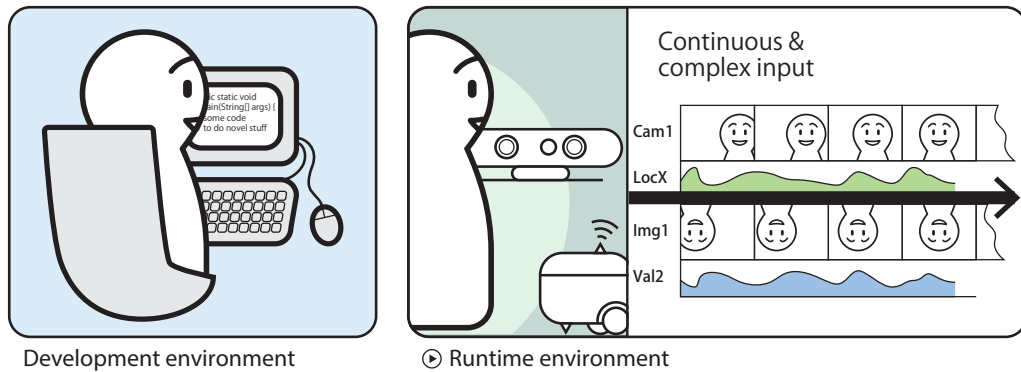 ic static void
ain(String[] args) {
some code
to do novel stuff
Continuous &
complex input
Cam1
LocX
Img1
Val2
Development environment
Runtime environment